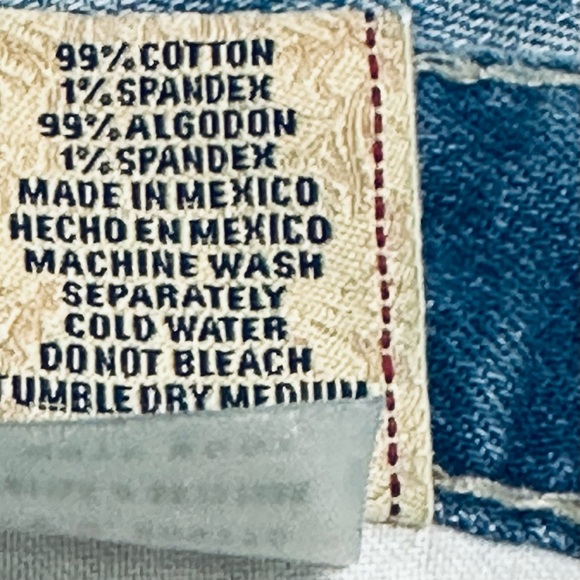 99% COTTON
1% SPANDEX
99% ALGODON
1% SPANDEX
MADE IN MEXICO
HECHO EN MEXICO
MACHINE WASH
SEPARATELY
COLD WATER
DO NOT BLEACH
TUMBLE DRY MEDIUM